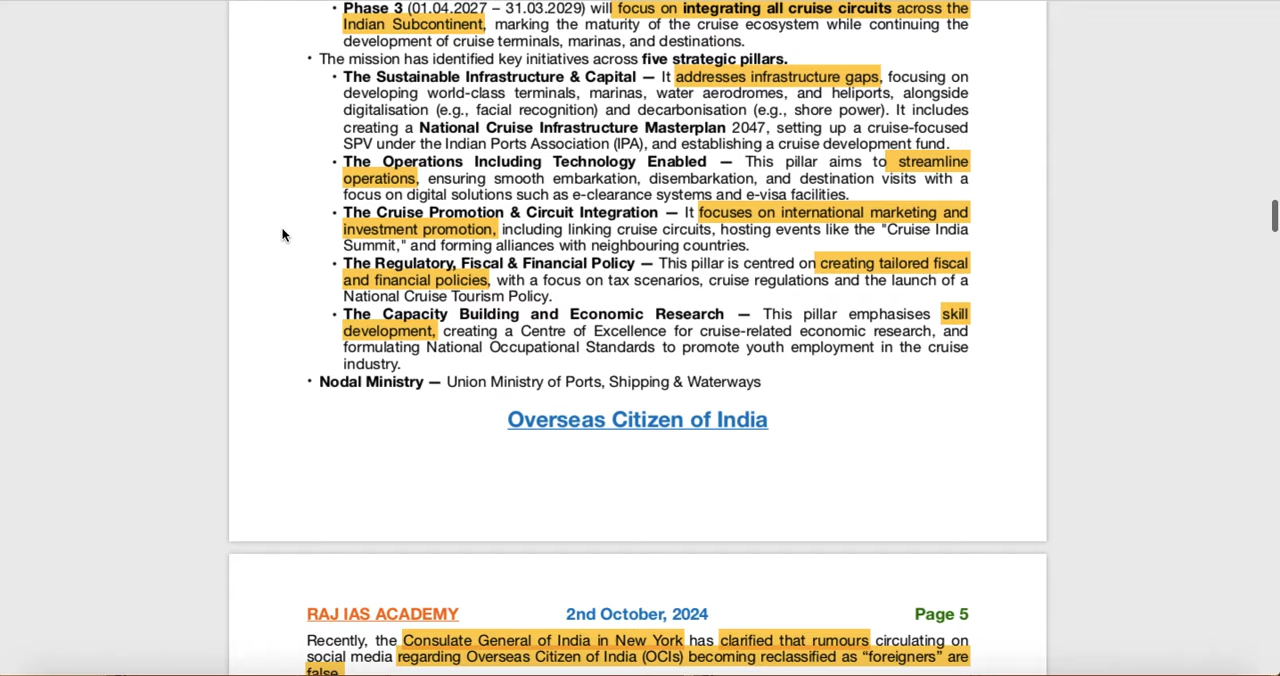 • Phase 3 (01.04.2027 – 31.03.2029) will focus on integrating all cruise circuits across the
Indian Subcontinent, marking the maturity of the cruise ecosystem while continuing the
development of cruise terminals, marinas, and destinations.
• The mission has identified key initiatives across five strategic pillars.
• The Sustainable Infrastructure & Capital — It addresses infrastructure gaps, focusing on
developing world-class terminals, marinas, water aerodromes, and heliports, alongside
digitalisation (e.g., facial recognition) and decarbonisation (e.g., shore power). It includes
creating a National Cruise Infrastructure Masterplan 2047, setting up a cruise-focused
SPV under the Indian Ports Association (IPA), and establishing a cruise development fund.
• The Operations Including Technology Enabled — This pillar aims to streamline
operations, ensuring smooth embarkation, disembarkation, and destination visits with a
focus on digital solutions such as e-clearance systems and e-visa facilities.
• The Cruise Promotion & Circuit Integration — It focuses on international marketing and
investment promotion, including linking cruise circuits, hosting events like the "Cruise India
Summit," and forming alliances with neighbouring countries.
• The Regulatory, Fiscal & Financial Policy — This pillar is centred on creating tailored fiscal
and financial policies, with a focus on tax scenarios, cruise regulations and the launch of a
National Cruise Tourism Policy.
• The Capacity Building and Economic Research — This pillar emphasises skill
development, creating a Centre of Excellence for cruise-related economic research, and
formulating National Occupational Standards to promote youth employment in the cruise
industry.
• Nodal Ministry — Union Ministry of Ports, Shipping & Waterways
Overseas Citizen of India
RAJ IAS ACADEMY 2nd October, 2024 Page 5
Recently, the Consulate General of India in New York has clarified that rumours circulating on
social media regarding Overseas Citizen of India (OCIs) becoming reclassified as “foreigners” are
false.